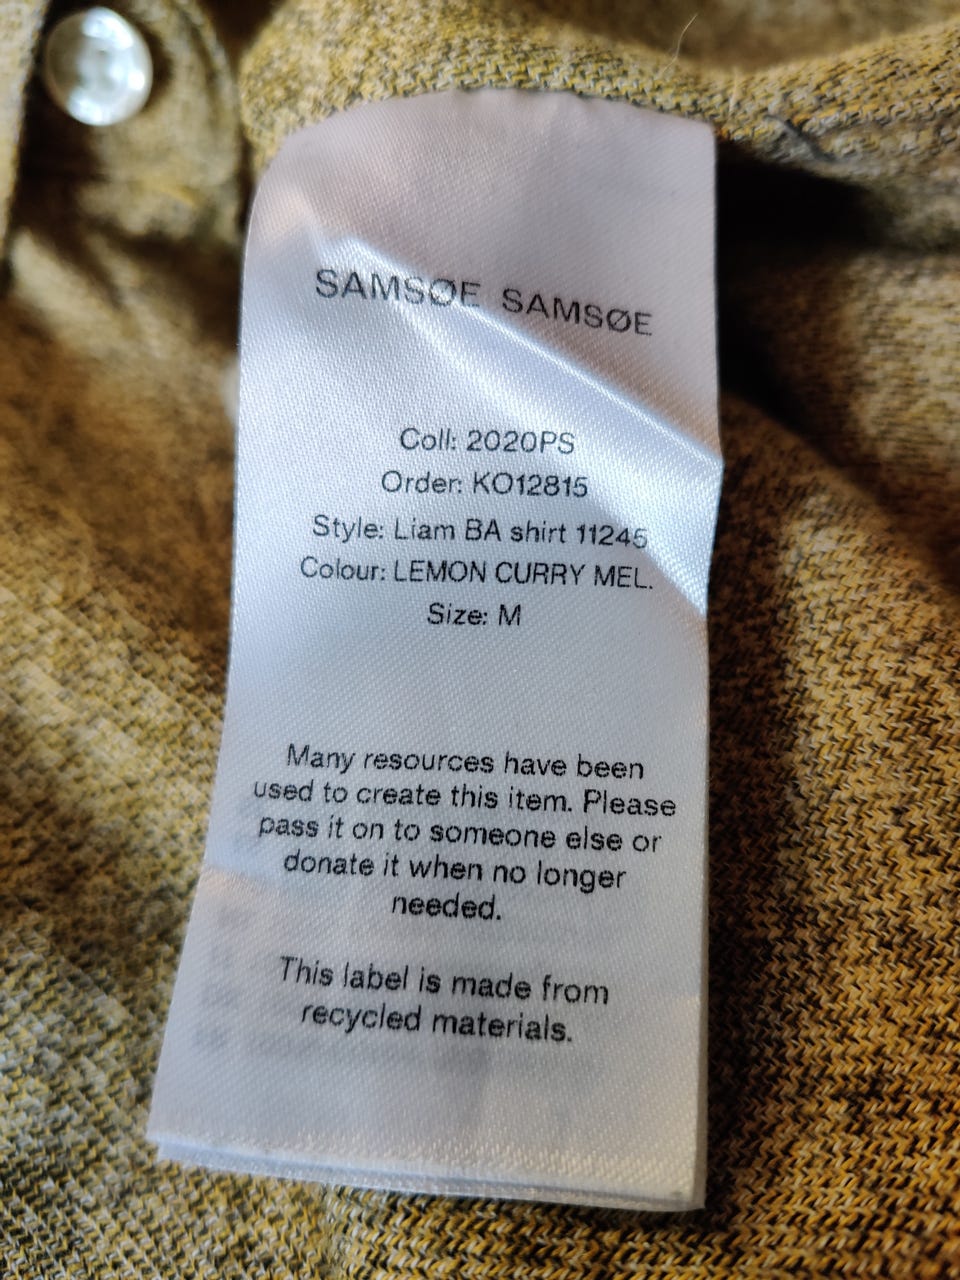 SAMSØE SAMSØE
Coll: 2020PS
Order: KO12815
Style: Liam BA shirt 11245
Colour: LEMON CURRY MEL.
Size: M
Many resources have been
used to create this item. Please
pass it on to someone else or
donate it when no longer
needed.
This label is made from
recycled materials.